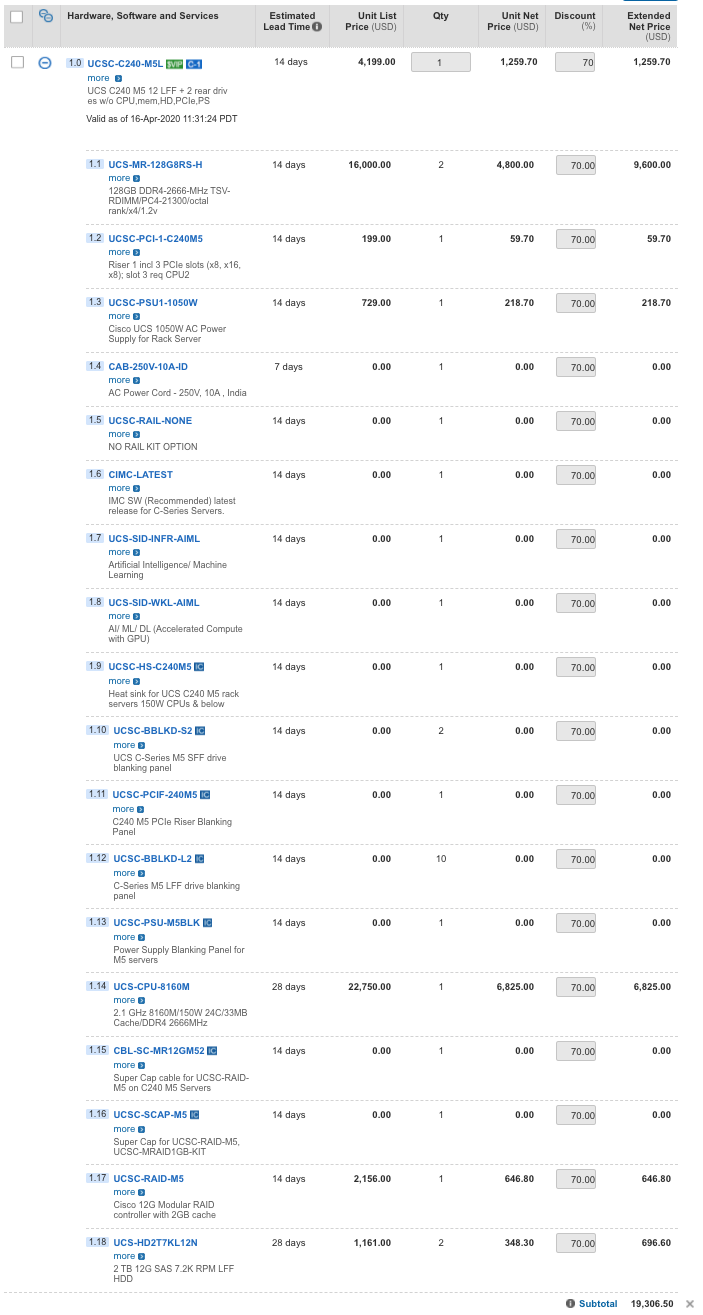 Hardware, Software and Services
Estimated
Lead Time
Unit List
Price (USD)
Qty
Unit Net
Price (USD)
Discount
(%)
Extended
Net Price
(USD)
1.0 UCSC-C240-M5L $VIP C-1 14 days 4,199.00 1 1,259.70 70 1,259.70
more
UCS C240 M5 12 LFF + 2 rear driv
es w/o CPU,mem,HD,PCIe,PS
Valid as of 16-Apr-2020 11:31:24 PDT
1.1 UCS-MR-128G8RS-H 14 days 16,000.00 2 4,800.00 70.00 9,600.00
more
128GB DDR4-2666-MHz TSV-
RDIMM/PC4-21300/octal
rank/x4/1.2v
1.2 UCSC-PCI-1-C240M5 14 days 199.00 1 59.70 70.00 59.70
more
Riser 1 incl 3 PCIe slots (x8, x16,
x8); slot 3 req CPU2
1.3 UCSC-PSU1-1050W 14 days 729.00 1 218.70 70.00 218.70
more
Cisco UCS 1050W AC Power
Supply for Rack Server
1.4 CAB-250V-10A-ID 7 days 0.00 1 0.00 70.00 0.00
more
AC Power Cord - 250V, 10A , India
1.5 UCSC-RAIL-NONE 14 days 0.00 1 0.00 70.00 0.00
more
NO RAIL KIT OPTION
1.6 CIMC-LATEST 14 days 0.00 1 0.00 70.00 0.00
more
IMC SW (Recommended) latest
release for C-Series Servers.
1.7 UCS-SID-INFR-AIML 14 days 0.00 1 0.00 70.00 0.00
more
Artificial Intelligence/ Machine
Learning
1.8 UCS-SID-WKL-AIML 14 days 0.00 1 0.00 70.00 0.00
more
AI/ ML/ DL (Accelerated Compute
with GPU)
1.9 UCSC-HS-C240M5 IC 14 days 0.00 1 0.00 70.00 0.00
more
Heat sink for UCS C240 M5 rack
servers 150W CPUs & below
1.10 UCSC-BBLKD-S2 IC 14 days 0.00 2 0.00 70.00 0.00
more
UCS C-Series M5 SFF drive
blanking panel
1.11 UCSC-PCIF-240M5 IC 14 days 0.00 1 0.00 70.00 0.00
more
C240 M5 PCIe Riser Blanking
Panel
1.12 UCSC-BBLKD-L2 IC 14 days 0.00 10 0.00 70.00 0.00
more
C-Series M5 LFF drive blanking
panel
1.13 UCSC-PSU-M5BLK IC 14 days 0.00 1 0.00 70.00 0.00
more
Power Supply Blanking Panel for
M5 servers
1.14 UCS-CPU-8160M 28 days 22,750.00 1 6,825.00 70.00 6,825.00
more
2.1 GHz 8160M/150W 24C/33MB
Cache/DDR4 2666MHz
1.15 CBL-SC-MR12GM52 IC 14 days 0.00 1 0.00 70.00 0.00
more
Super Cap cable for UCSC-RAID-
M5 on C240 M5 Servers
1.16 UCSC-SCAP-M5 IC 14 days 0.00 1 0.00 70.00 0.00
more
Super Cap for UCSC-RAID-M5,
UCSC-MRAID1GB-KIT
1.17 UCSC-RAID-M5 14 days 2,156.00 1 646.80 70.00 646.80
more
Cisco 12G Modular RAID
controller with 2GB cache
1.18 UCS-HD2T7KL12N 28 days 1,161.00 2 348.30 70.00 696.60
more
2 TB 12G SAS 7.2K RPM LFF
HDD
Subtotal 19,306.50